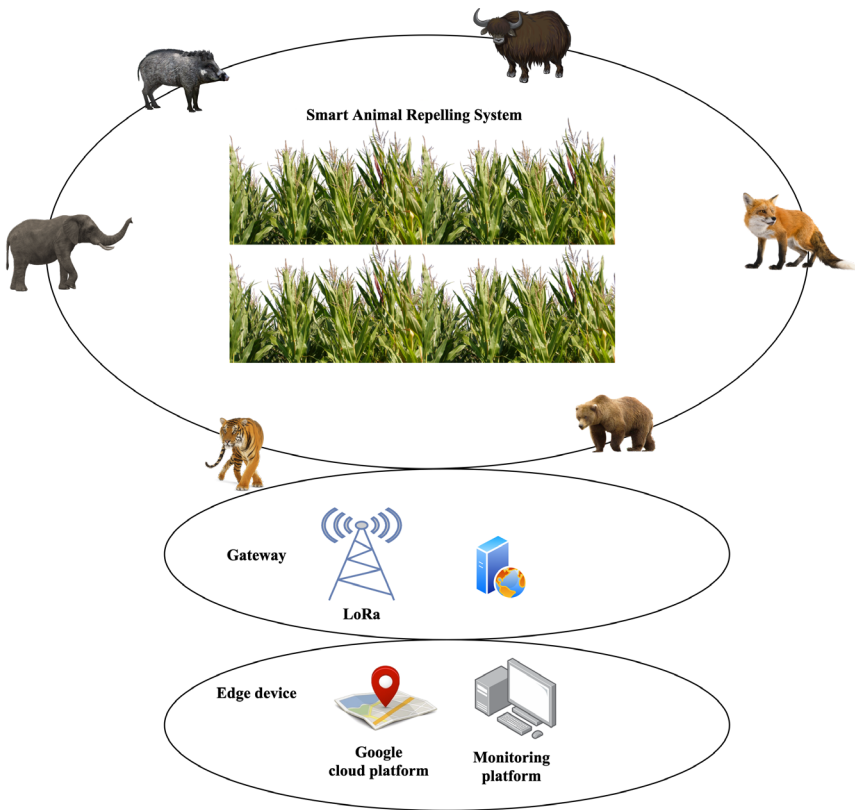 Smart Animal Repelling System
Gateway
LoRa
Edge device
Google
cloud platform
Monitoring
platform